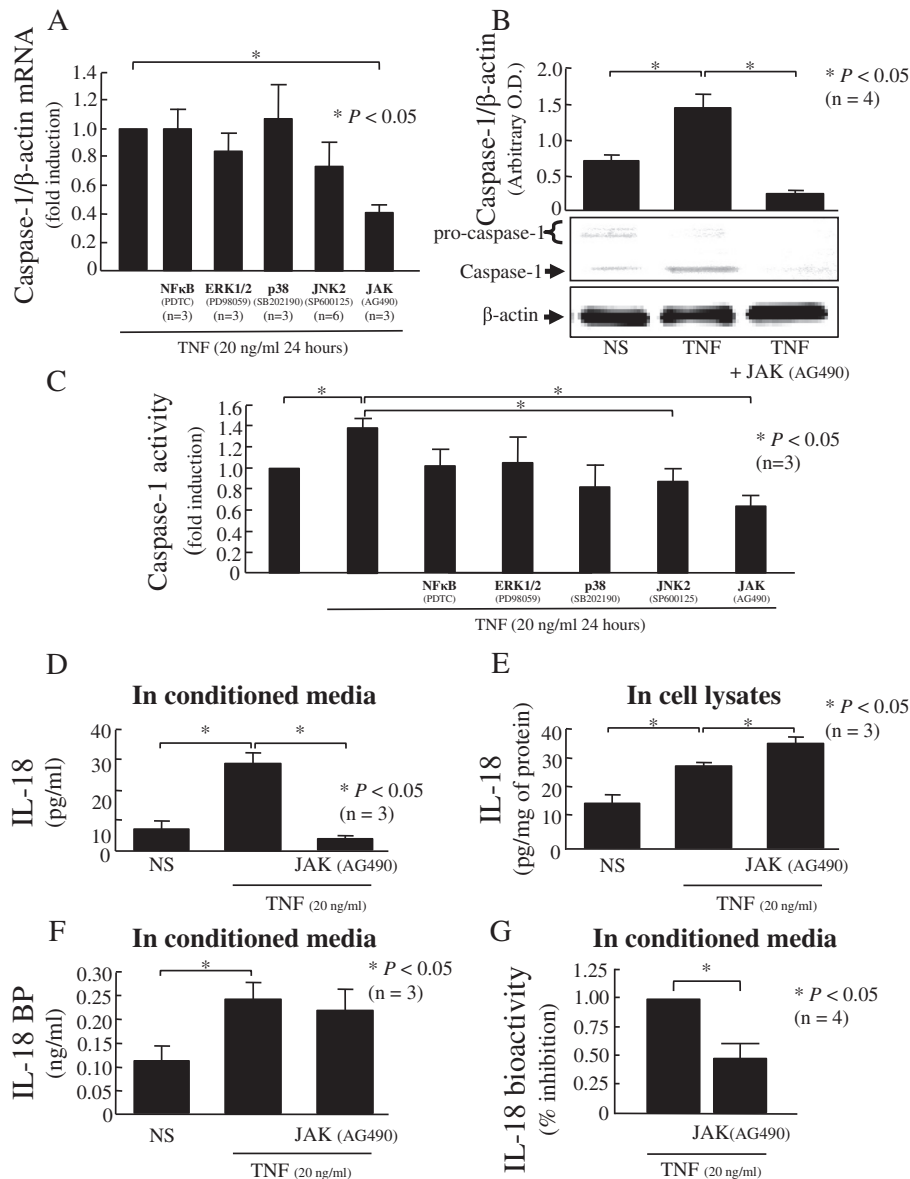 A
Caspase-1/β-actin mRNA
(fold induction)
1.4
1.2
1.0
0.8
0.6
0.4
0.2
0
*
* P < 0.05
NFκB ERK1/2 p38 JNK2 JAK
(PDTC) (PD98059) (SB202190) (SP600125) (AG490)
(n=3) (n=3) (n=3) (n=6) (n=3)
TNF (20 ng/ml 24 hours)
B
Caspase-1/β-actin
(Arbitrary O.D.)
2.0
1.5
1.0
0.5
0
* *
* P < 0.05
(n = 4)
pro-caspase-1
Caspase-1
β-actin
NS TNF TNF
+ JAK (AG490)
C
Caspase-1 activity
(fold induction)
1.6
1.4
1.2
1.0
0.8
0.6
0.4
0.2
0
* *
*
* P < 0.05
(n=3)
NFκB ERK1/2 p38 JNK2 JAK
(PDTC) (PD98059) (SB202190) (SP600125) (AG490)
TNF (20 ng/ml 24 hours)
D
In conditioned media
IL-18
(pg/ml)
40
30
20
10
0
* *
* P < 0.05
(n = 3)
NS JAK (AG490)
TNF (20 ng/ml)
E
In cell lysates
IL-18
(pg/mg of protein)
40
30
20
10
0
* *
* P < 0.05
(n = 3)
NS JAK (AG490)
TNF (20 ng/ml)
F
In conditioned media
IL-18 BP
(ng/ml)
0.30
0.25
0.20
0.15
0.10
0.05
0
*
* P < 0.05
(n = 3)
NS JAK (AG490)
TNF (20 ng/ml)
G
In conditioned media
IL-18 bioactivity
(% inhibition)
1.25
1.00
0.75
0.50
0.25
0
*
* P < 0.05
(n = 4)
JAK(AG490)
TNF (20 ng/ml)